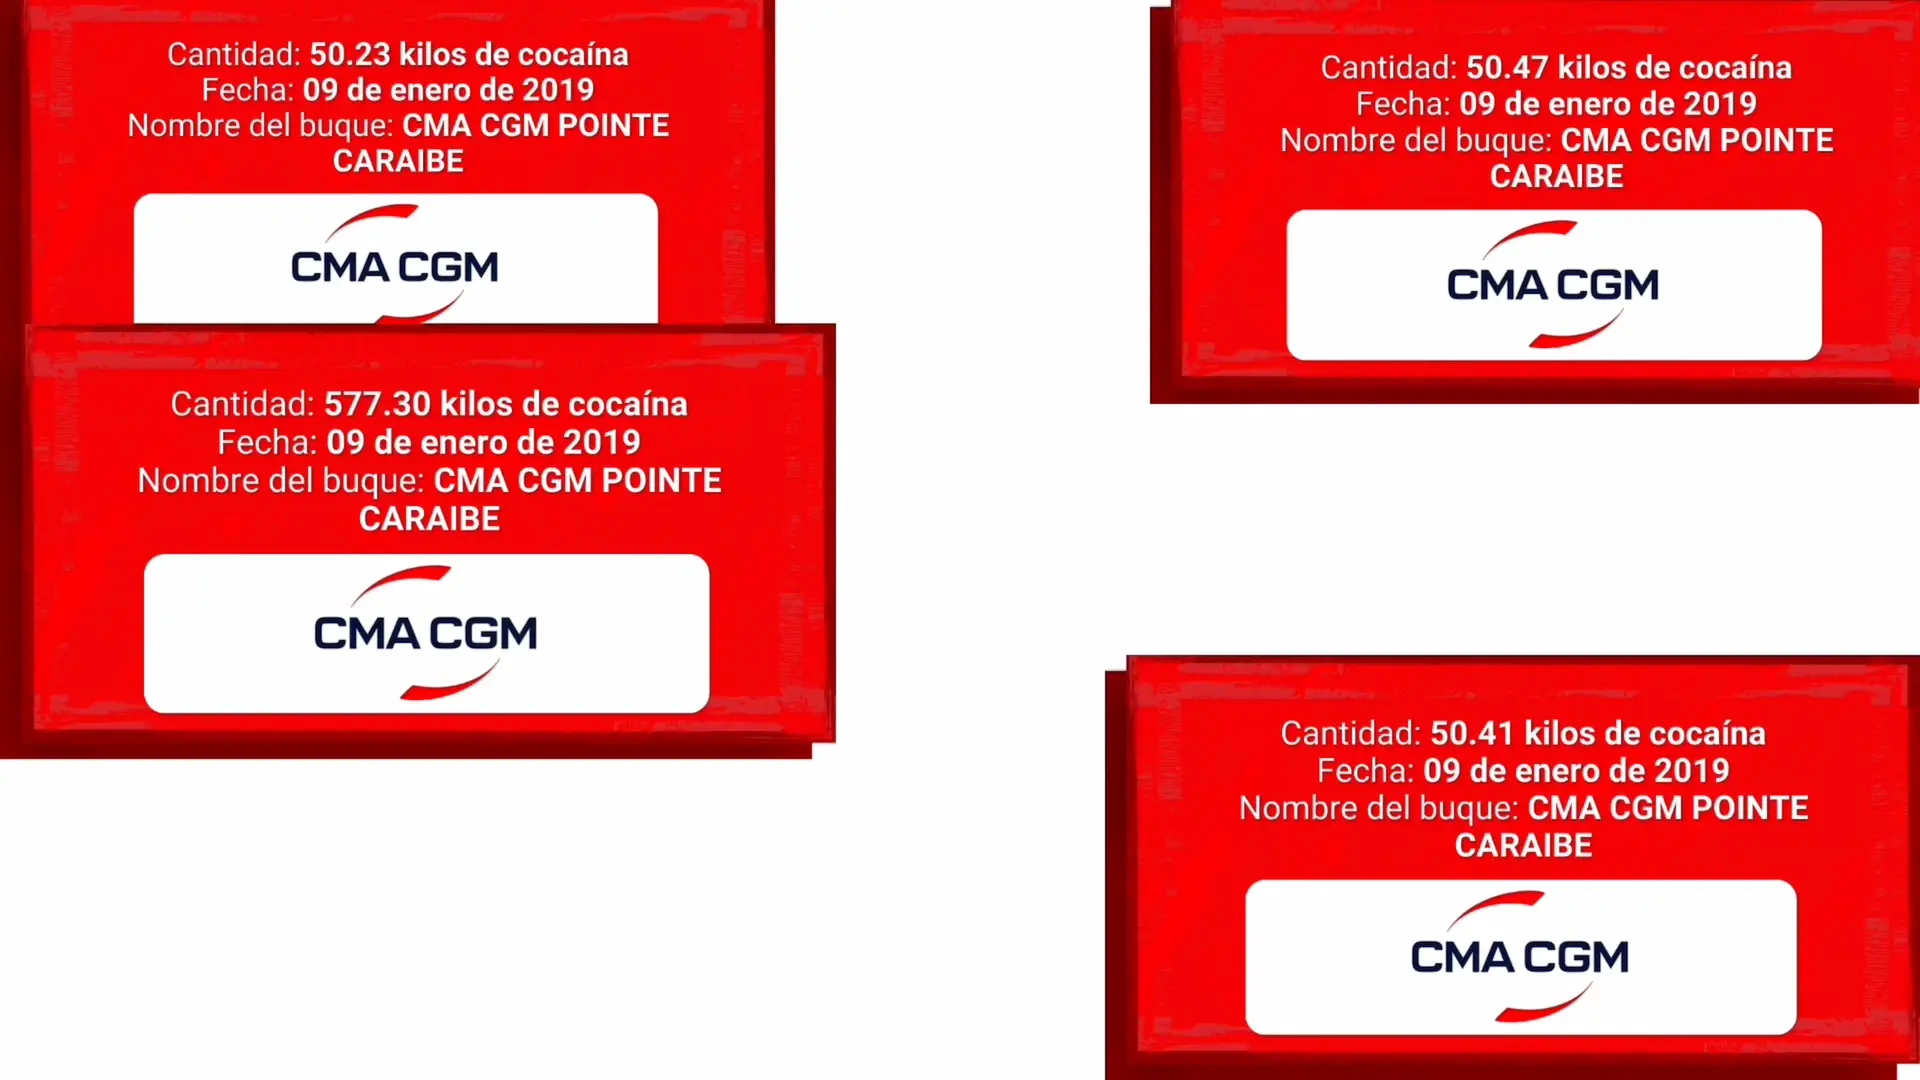 Cantidad: 50.23 kilos de cocaína
Fecha: 09 de enero de 2019
Nombre del buque: CMA CGM POINTE
CARAIBE
CMA CGM
Cantidad: 50.47 kilos de cocaína
Fecha: 09 de enero de 2019
Nombre del buque: CMA CGM POINTE
CARAIBE
CMA CGM
Cantidad: 577.30 kilos de cocaína
Fecha: 09 de enero de 2019
Nombre del buque: CMA CGM POINTE
CARAIBE
CMA CGM
Cantidad: 50.41 kilos de cocaína
Fecha: 09 de enero de 2019
Nombre del buque: CMA CGM POINTE
CARAIBE
CMA CGM